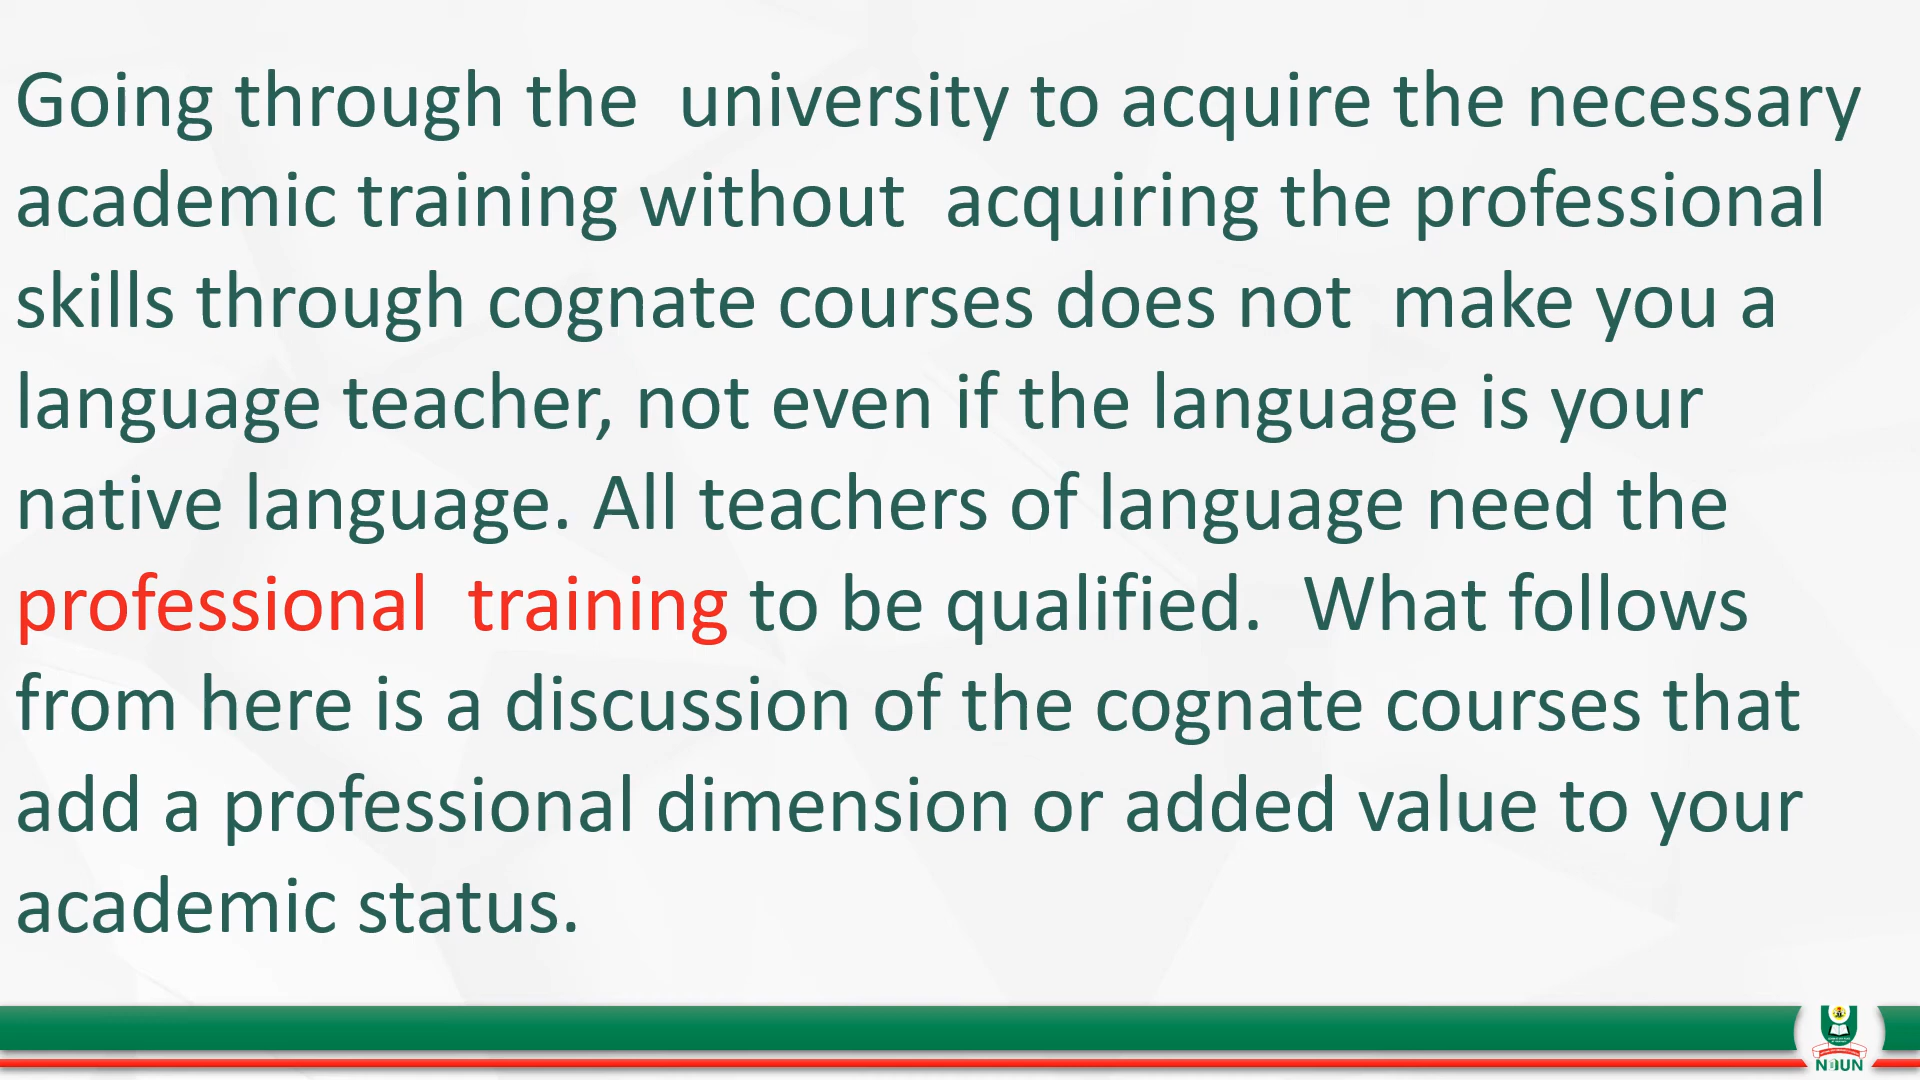 Going through the  university to acquire the necessary
academic training without  acquiring the professional
skills through cognate courses does not  make you a
language teacher, not even if the language is your
native language. All teachers of language need the
professional  training to be qualified.  What follows
from here is a discussion of the cognate courses that
add a professional dimension or added value to your
academic status.
NOUN